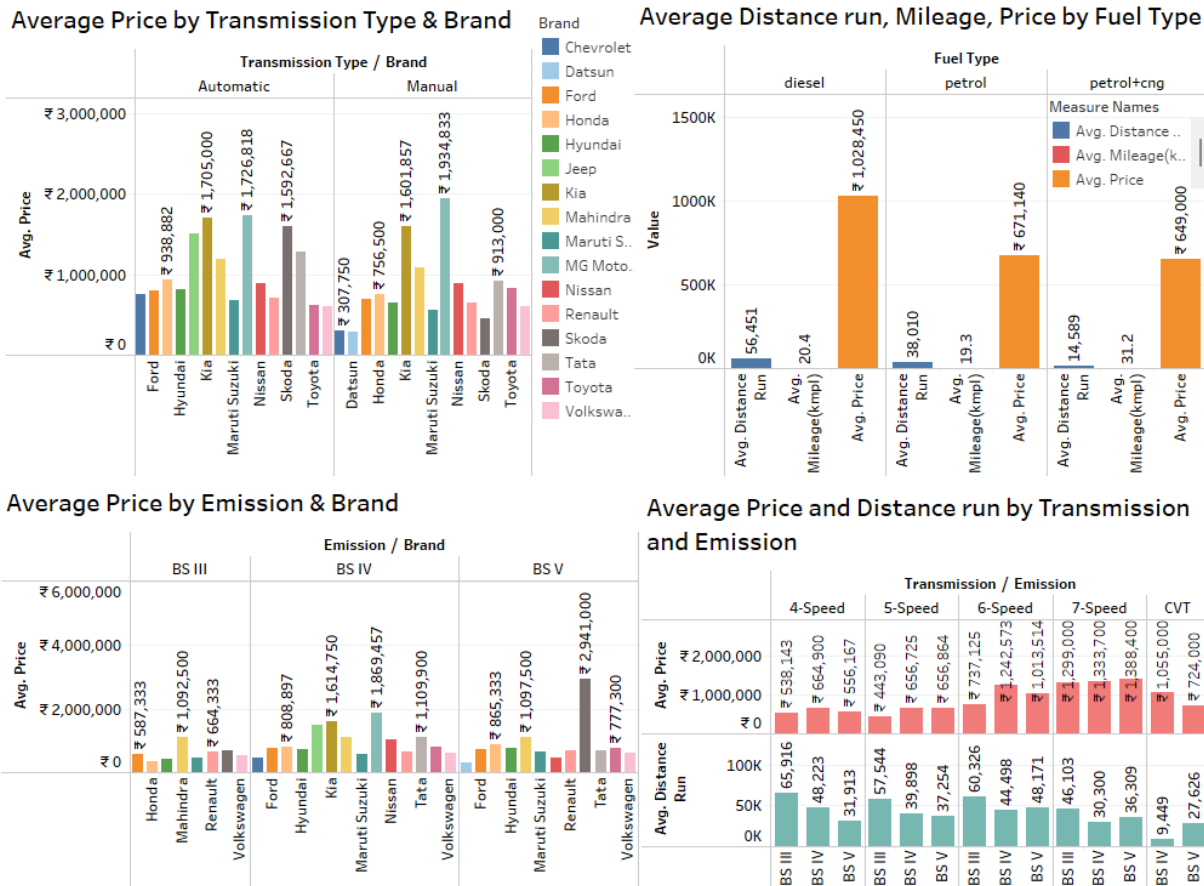 Average Price by Transmission Type & Brand
Transmission Type / Brand
Automatic
Manual
Avg. Price
₹ 3,000,000
₹ 2,000,000
₹ 1,000,000
₹ 0
₹ 938,882
₹ 1,705,000
₹ 1,726,818
₹ 1,592,667
₹ 307,750
₹ 756,500
₹ 1,601,857
₹ 1,934,833
₹ 913,000
Ford
Hyundai
Kia
Maruti Suzuki
Nissan
Skoda
Toyota
Datsun
Honda
Kia
Maruti Suzuki
Nissan
Skoda
Toyota
Brand
Chevrolet
Datsun
Ford
Honda
Hyundai
Jeep
Kia
Mahindra
Maruti S..
MG Moto..
Nissan
Renault
Skoda
Tata
Toyota
Volkswa..
Average Distance run, Mileage, Price by Fuel Type
Fuel Type
diesel
petrol
petrol+cng
Measure Names
Avg. Distance ..
Avg. Mileage(k..
Avg. Price
Value
1500K
1000K
500K
0K
56,451
20.4
₹ 1,028,450
38,010
19.3
₹ 671,140
14,589
31.2
₹ 649,000
Avg. Distance
Run
Avg.
Mileage(kmpl)
Avg. Price
Avg. Distance
Run
Avg.
Mileage(kmpl)
Avg. Price
Avg. Distance
Run
Avg.
Mileage(kmpl)
Avg. Price
Average Price by Emission & Brand
Emission / Brand
BS III
BS IV
BS V
Avg. Price
₹ 6,000,000
₹ 4,000,000
₹ 2,000,000
₹ 0
₹ 587,333
₹ 1,092,500
₹ 664,333
₹ 808,897
₹ 1,614,750
₹ 1,869,457
₹ 1,109,900
₹ 865,333
₹ 1,097,500
₹ 2,941,000
₹ 777,300
Honda
Mahindra
Renault
Volkswagen
Ford
Hyundai
Kia
Maruti Suzuki
Nissan
Tata
Volkswagen
Ford
Hyundai
Maruti Suzuki
Renault
Tata
Volkswagen
Average Price and Distance run by Transmission
and Emission
Transmission / Emission
4-Speed
5-Speed
6-Speed
7-Speed
CVT
Avg. Price
₹ 2,000,000
₹ 1,000,000
₹ 0
₹ 538,143
₹ 664,900
₹ 556,167
₹ 443,090
₹ 656,725
₹ 656,864
₹ 737,125
₹ 1,242,573
₹ 1,013,514
₹ 1,299,000
₹ 1,333,700
₹ 1,388,400
₹ 1,055,000
₹ 724,000
Avg. Distance
Run
100K
50K
0K
65,916
48,223
31,913
57,544
39,898
37,254
60,326
44,498
48,171
46,103
30,300
36,309
9,449
27,626
BS III
BS IV
BS V
BS III
BS IV
BS V
BS III
BS IV
BS V
BS III
BS IV
BS V
BS IV
BS V